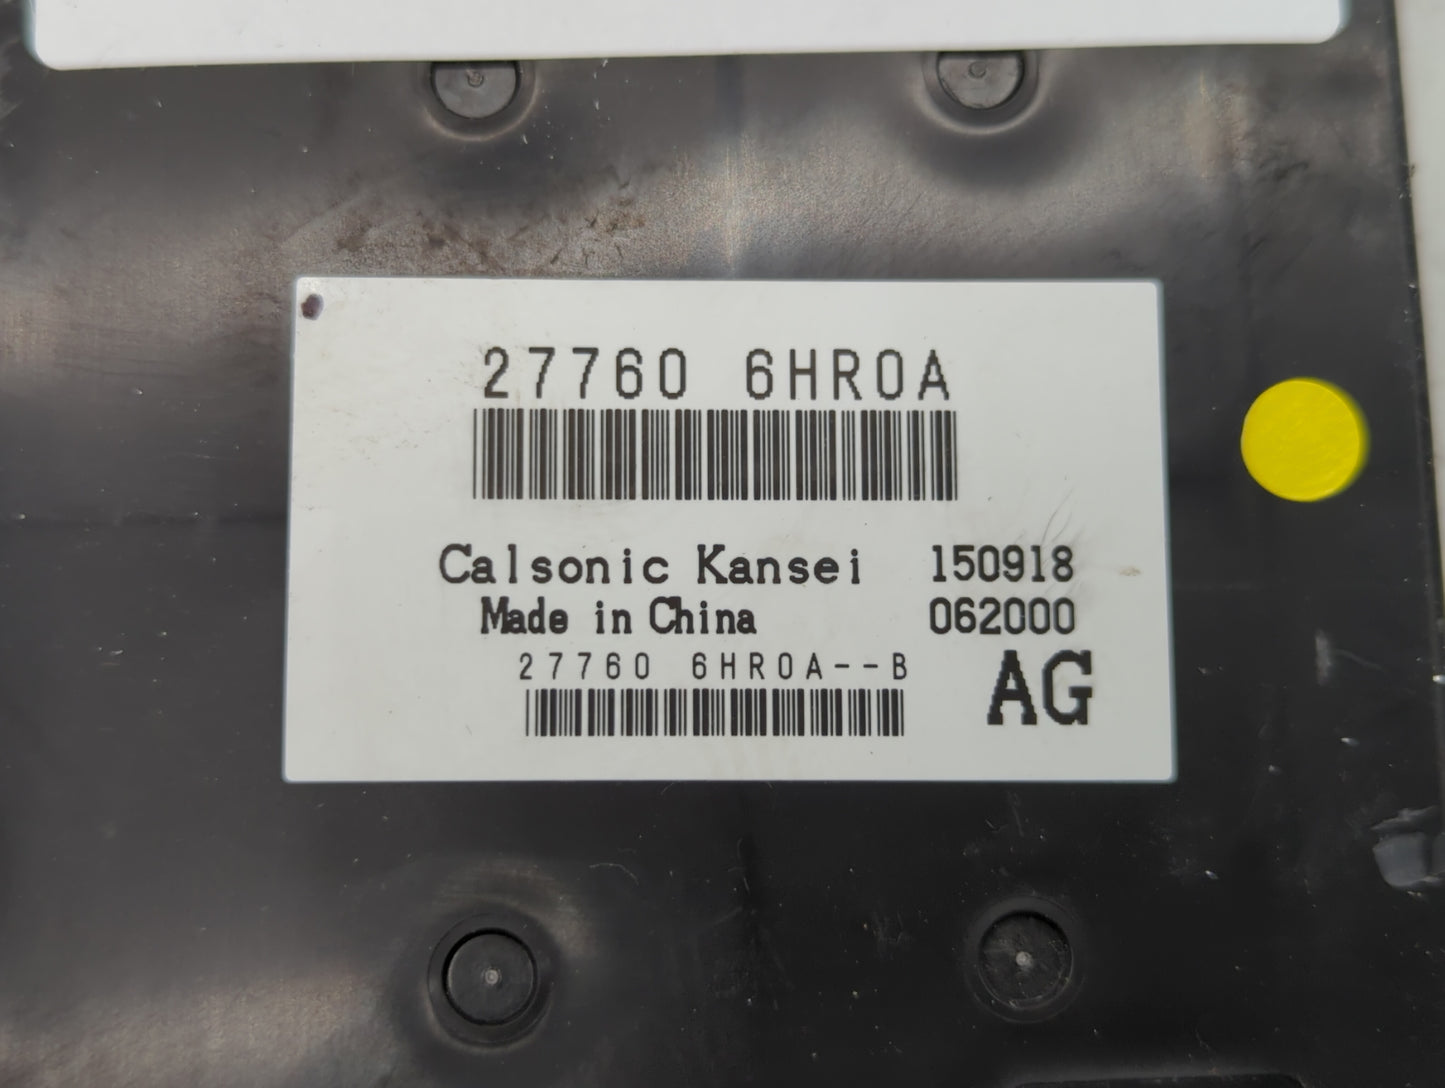 27760 6HR0A
Calsonic Kansei 150918
Made in China 062000
27760 6HR0A--B
AG